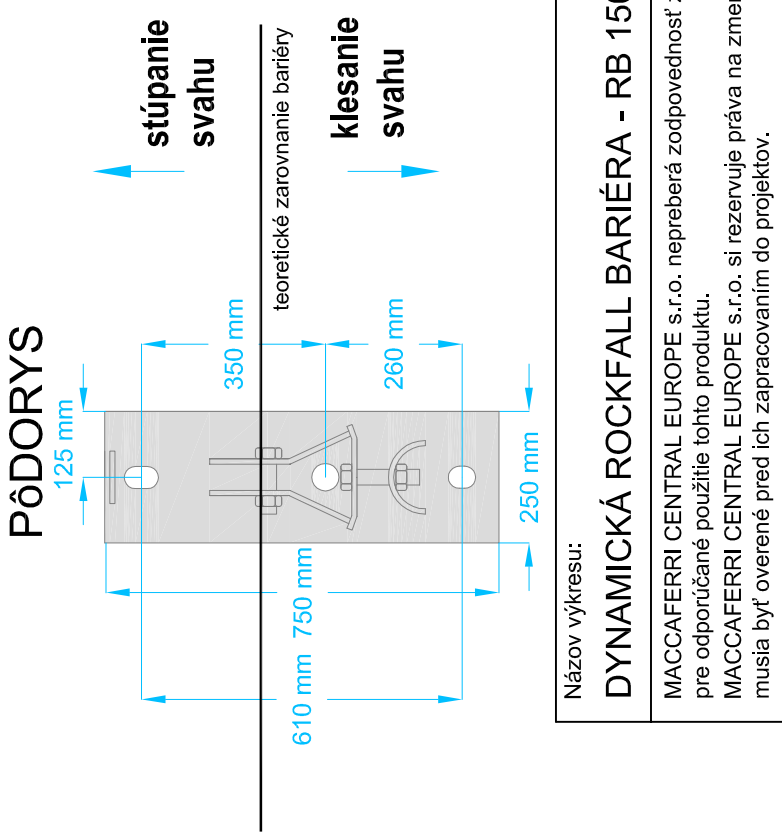 PôDORYS
125 mm
stúpanie
svahu
teoretické zarovnanie bariéry
klesanie
svahu
350 mm
260 mm
250 mm
750 mm
610 mm
Názov výkresu:
DYNAMICKÁ ROCKFALL BARIÉRA - RB 150
MACCAFERRI CENTRAL EUROPE s.r.o. nepreberá zodpovednosť
pre odporúčané použitie tohto produktu.
MACCAFERRI CENTRAL EUROPE s.r.o. si rezervuje práva na
musia byť overené pred ich zapracovaním do projektov.